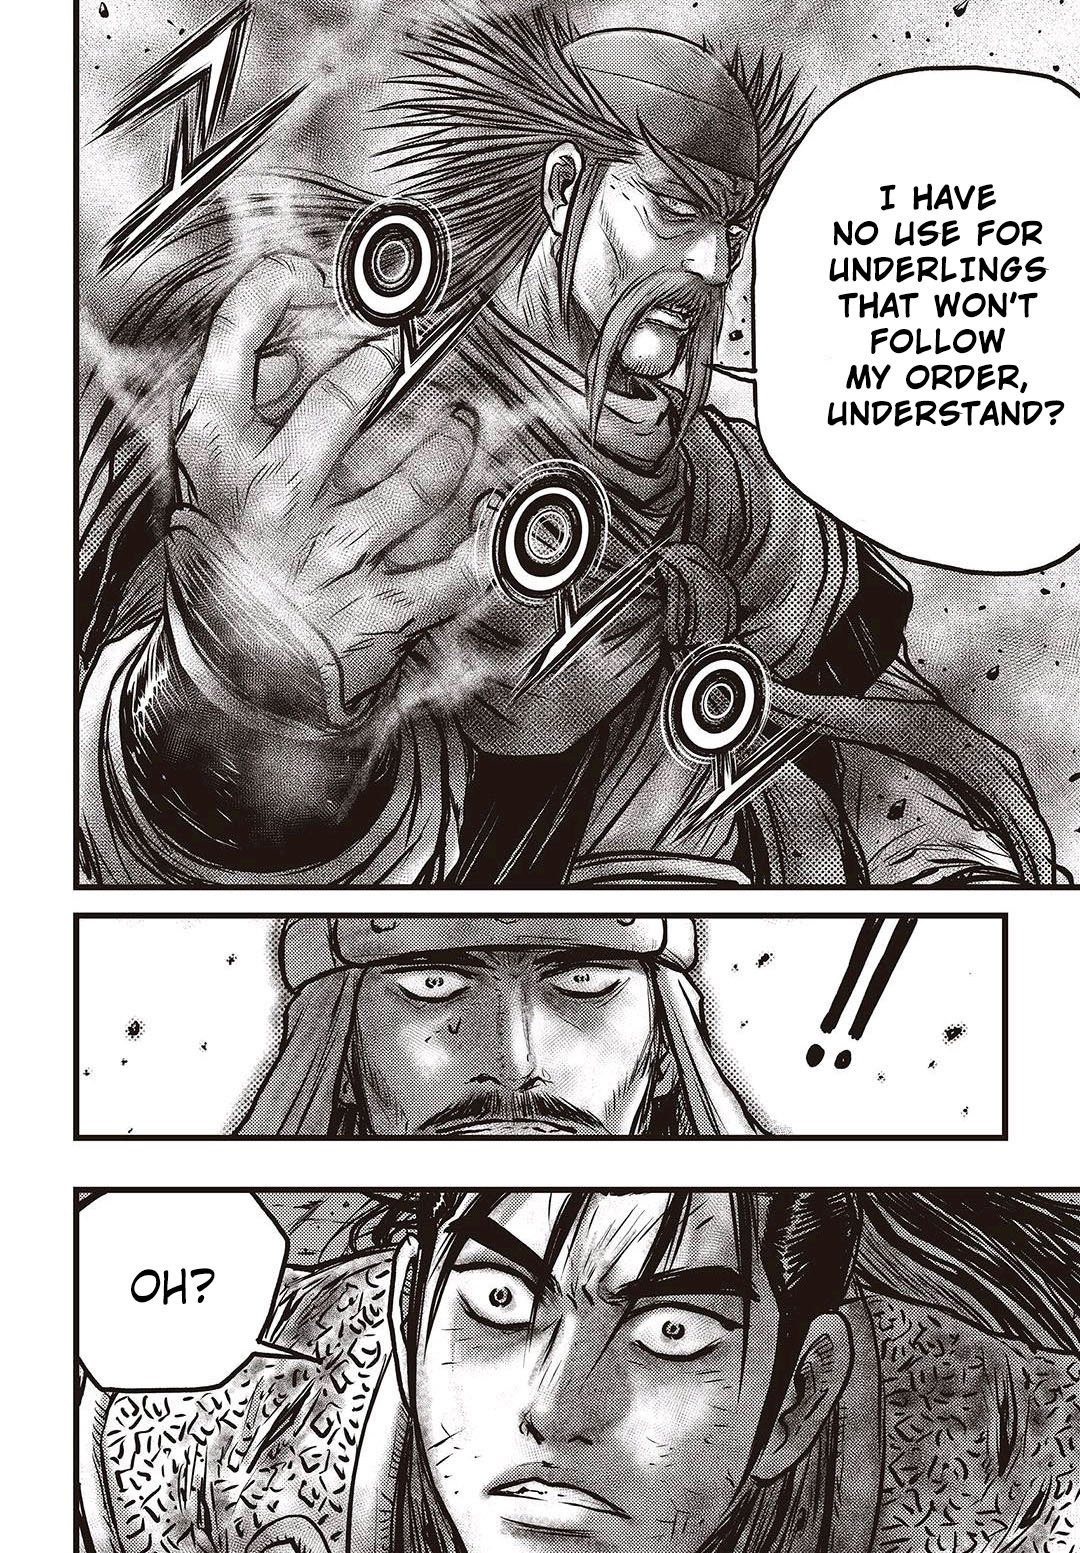 I HAVE
NO USE FOR
UNDERLINGS
THAT WON'T
FOLLOW
MY ORDER,
UNDERSTAND?
!!
OH?